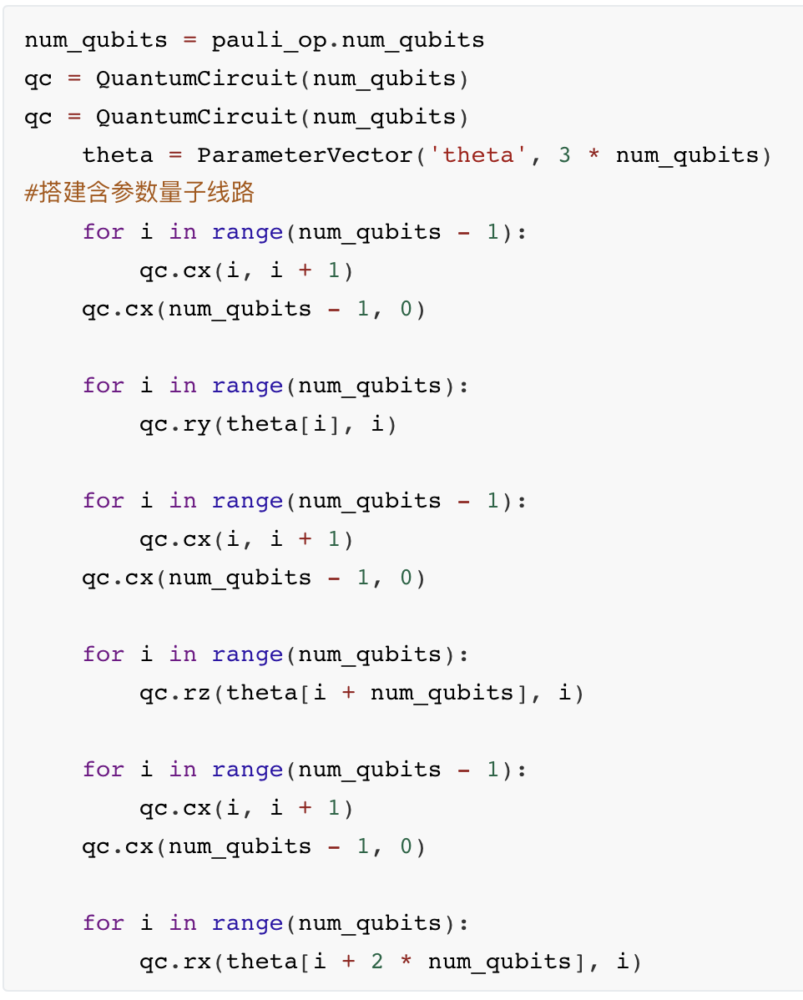 num_qubits = pauli_op.num_qubits
qc = QuantumCircuit(num_qubits)
qc = QuantumCircuit(num_qubits)
    theta = ParameterVector('theta', 3 * num_qubits)
#搭建含参数量子线路
    for i in range(num_qubits - 1):
        qc.cx(i, i + 1)
    qc.cx(num_qubits - 1, 0)

    for i in range(num_qubits):
        qc.ry(theta[i], i)

    for i in range(num_qubits - 1):
        qc.cx(i, i + 1)
    qc.cx(num_qubits - 1, 0)

    for i in range(num_qubits):
        qc.rz(theta[i + num_qubits], i)

    for i in range(num_qubits - 1):
        qc.cx(i, i + 1)
    qc.cx(num_qubits - 1, 0)

    for i in range(num_qubits):
        qc.rx(theta[i + 2 * num_qubits], i)